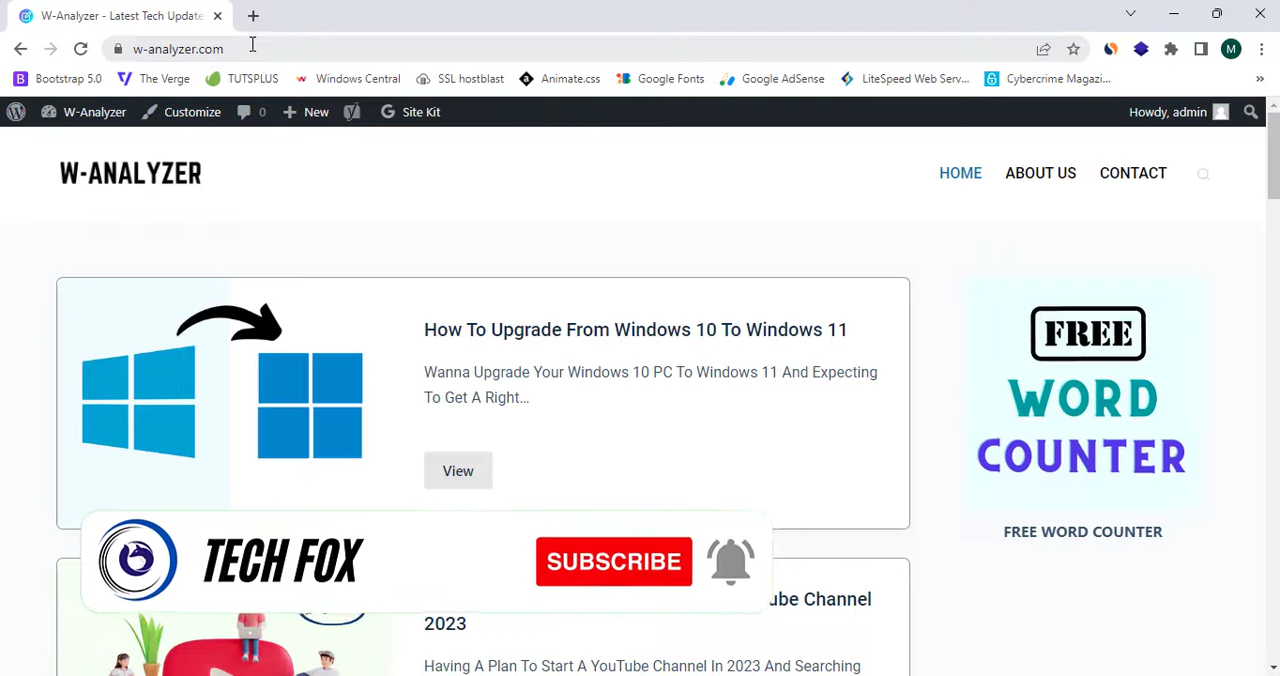 W-Analyzer - Latest Tech Update
w-analyzer.com
M
B Bootstrap 5.0 The Verge TUTSPLUS Windows Central SSL hostblast Animate.css Google Fonts Google AdSense LiteSpeed Web Serv... Cybercrime Magazi... »
W-Analyzer Customize 0 New Site Kit Howdy, admin
W-ANALYZER
HOME ABOUT US CONTACT
How To Upgrade From Windows 10 To Windows 11
Wanna Upgrade Your Windows 10 PC To Windows 11 And Expecting
To Get A Right...
View
FREE
WORD
COUNTER
FREE WORD COUNTER
TECH FOX
SUBSCRIBE
ube Channel
2023
Having A Plan To Start A YouTube Channel In 2023 And Searching